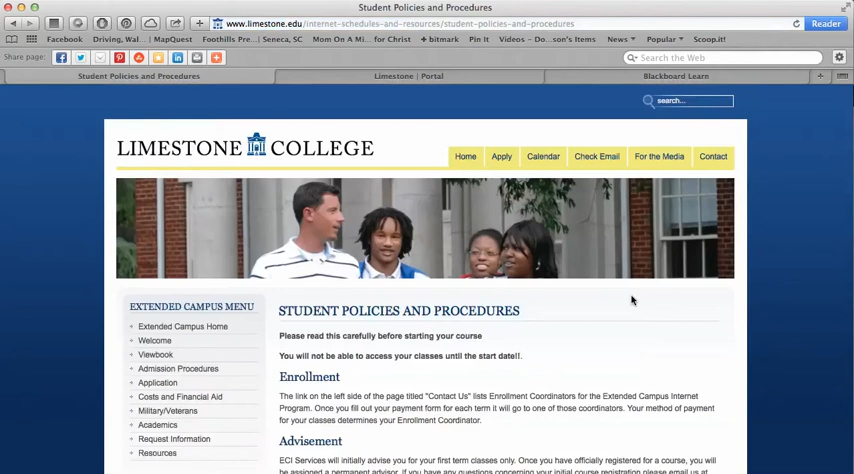 Student Policies and Procedures
www.limestone.edu/internet-schedules-and-resources/student-policies-and-procedures
Reader
Facebook Driving, Wal...| MapQuest Foothills Pre...| Seneca, SC Mom On A Mi... for Christ + bitmark Pin It Videos - Do...son's Items News Popular Scoop.it!
Share page:
Search the Web
Student Policies and Procedures Limestone | Portal Blackboard Learn
search...
LIMESTONE COLLEGE
Home Apply Calendar Check Email For the Media Contact
EXTENDED CAMPUS MENU
Extended Campus Home
Welcome
Viewbook
Admission Procedures
Application
Costs and Financial Aid
Military/Veterans
Academics
Request Information
Resources
STUDENT POLICIES AND PROCEDURES
Please read this carefully before starting your course
You will not be able to access your classes until the start date!!.
Enrollment
The link on the left side of the page titled "Contact Us" lists Enrollment Coordinators for the Extended Campus Internet
Program. Once you fill out your payment form for each term it will go to one of those coordinators. Your method of payment
for your classes determines your Enrollment Coordinator.
Advisement
ECI Services will initially advise you for your first term classes only. Once you have officially registered for a course, you will
be assigned a permanent advisor. If you have any questions concerning your initial course registration please email us at